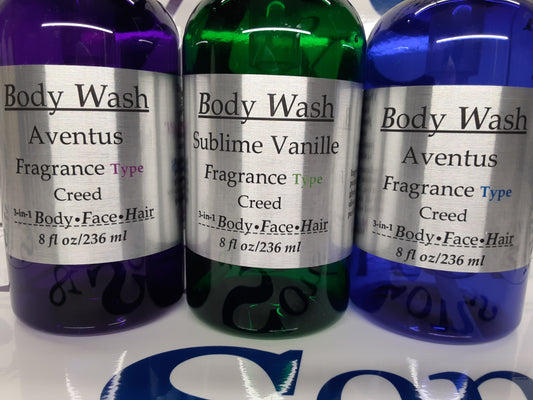 Body Wash
Aventus
Fragrance Type
Creed
3-in-1 Body•Face•Hair
8 fl oz/236 ml
Body Wash
Sublime Vanille
Fragrance Type
Creed
3-in-1 Body•Face•Hair
8 fl oz/236 ml
Body Wash
Aventus
Fragrance Type
Creed
3-in-1 Body•Face•Hair
8 fl oz/236 ml